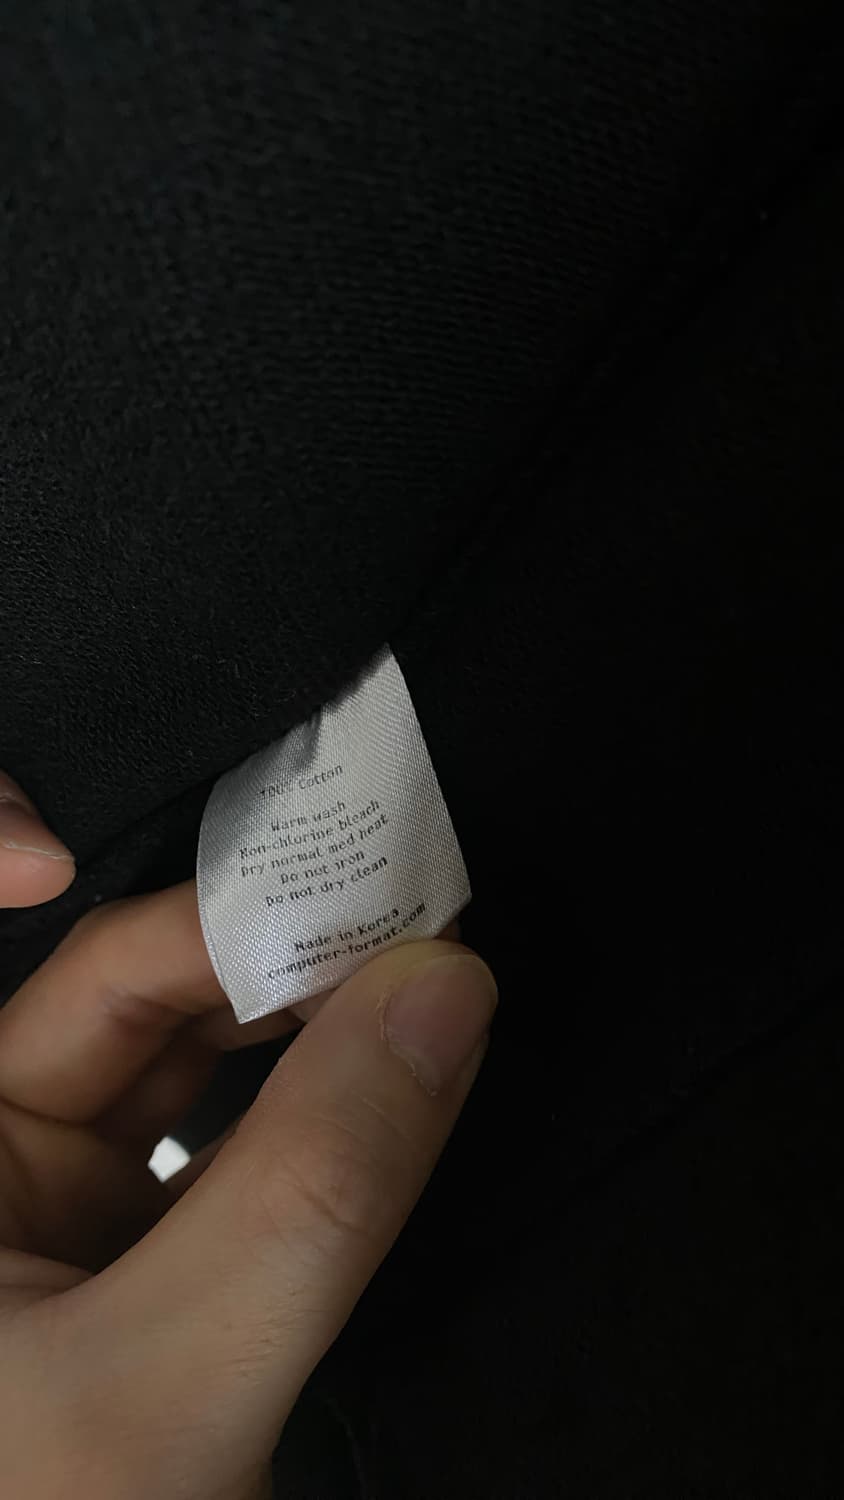 100% Cotton
Warm wash
Non-chlorine bleach
Dry normal med heat
Do not iron
Do not dry clean
Made in Korea
computer-format.com